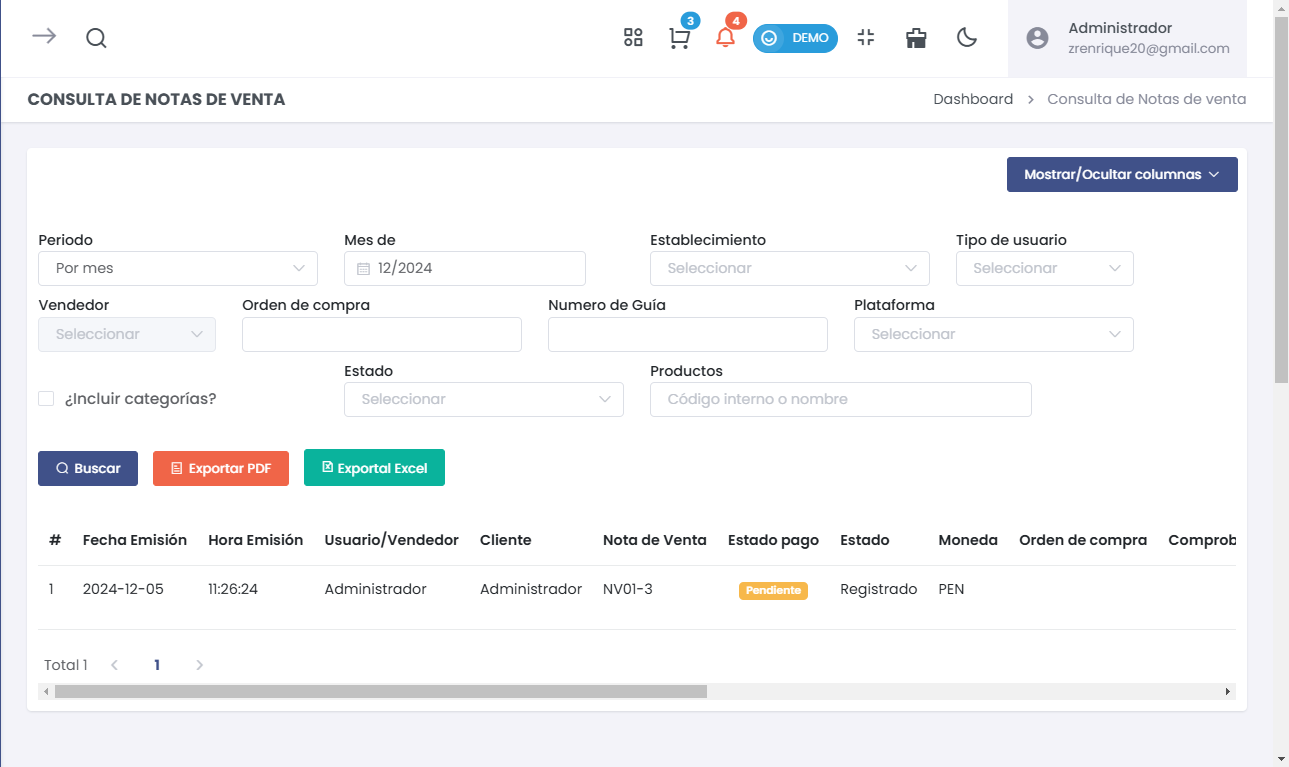 3
4
DEMO
Administrador
zrenrique20@gmail.com
CONSULTA DE NOTAS DE VENTA
Dashboard > Consulta de Notas de venta
Mostrar/Ocultar columnas
Periodo Mes de Establecimiento Tipo de usuario
Por mes 12/2024 Seleccionar Seleccionar
Vendedor Orden de compra Numero de Guía Plataforma
Seleccionar Seleccionar
Estado Productos
¿Incluir categorías? Seleccionar Código interno o nombre
Buscar Exportar PDF Exportal Excel
# Fecha Emisión Hora Emisión Usuario/Vendedor Cliente Nota de Venta Estado pago Estado Moneda Orden de compra Comprob
1 2024-12-05 11:26:24 Administrador Administrador NV01-3 Pendiente Registrado PEN
Total 1 < 1 >